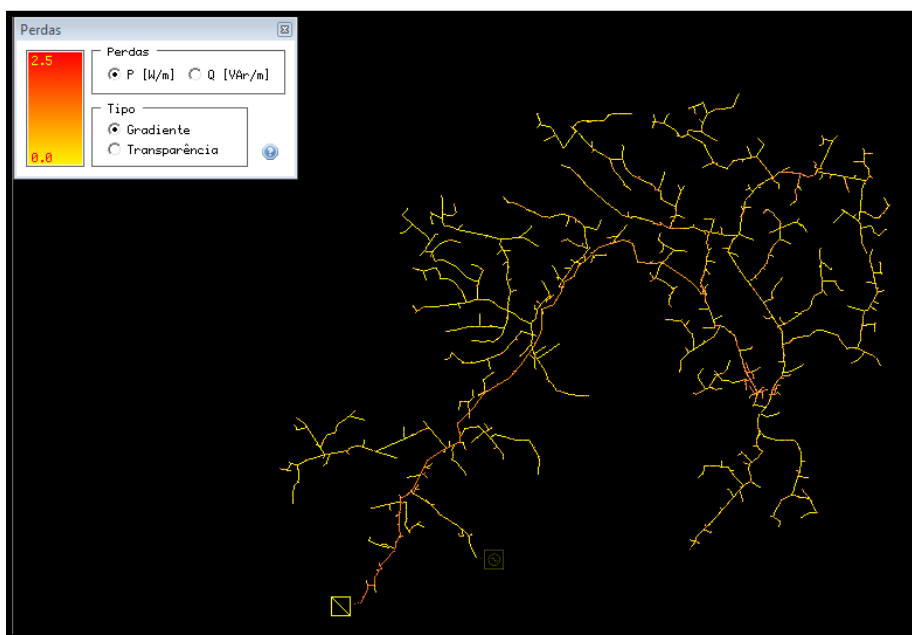 Perdas
2.5
Perdas
P [W/m] Q [VAr/m]
Tipo
Gradiente
Transparência
0.0